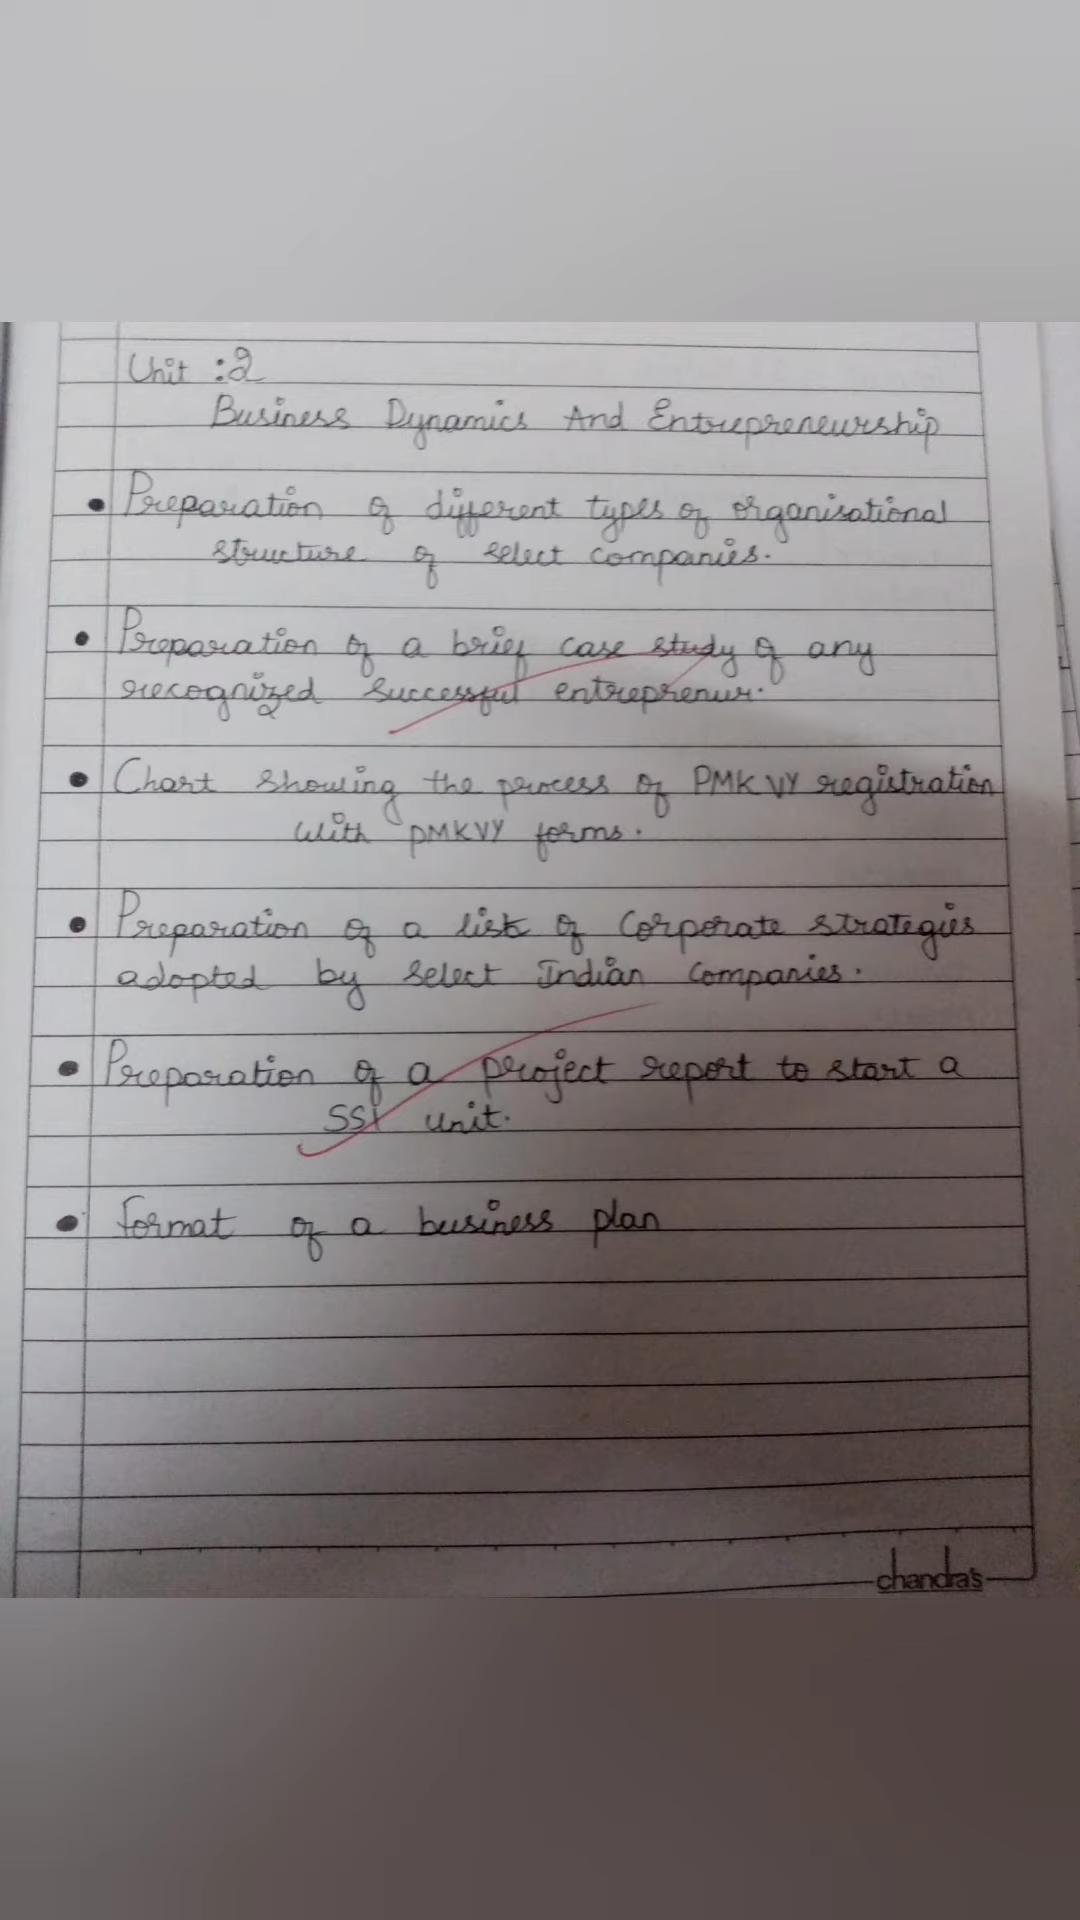 Unit :2
Business Dynamics And Entrepreneurship
• Preparation of different types of organisational
structure of select companies.
• Preparation of a brief case study of any
recognized successful entreprenur.
• Chart showing the process of PMKVY registration
with PMKVY forms.
• Preparation of a list of Corporate strategies
adopted by select Indian Companies.
• Preparation of a project report to start a
SSI unit.
• Format of a business plan
chandra's